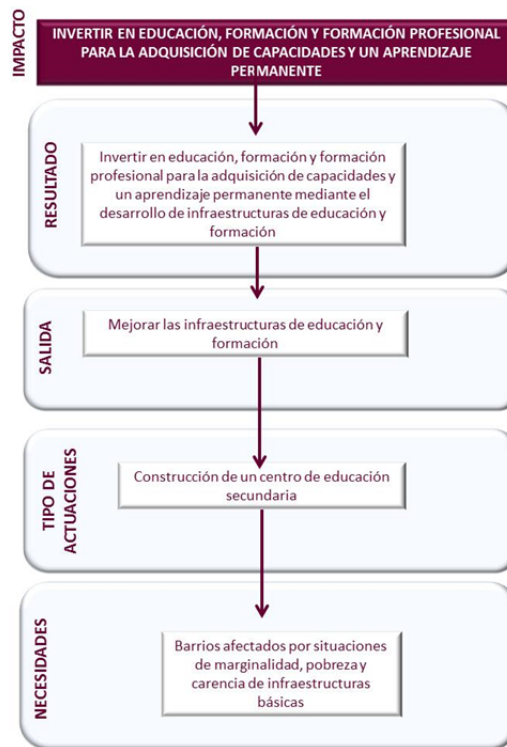 IMPACTO
INVERTIR EN EDUCACIÓN, FORMACIÓN Y FORMACIÓN PROFESIONAL
PARA LA ADQUISICIÓN DE CAPACIDADES Y UN APRENDIZAJE
PERMANENTE
RESULTADO
Invertir en educación, formación y formación
profesional para la adquisición de capacidades y
un aprendizaje permanente mediante el
desarrollo de infraestructuras de educación y
formación
SALIDA
Mejorar las infraestructuras de educación y
formación
TIPO DE
ACTUACIONES
Construcción de un centro de educación
secundaria
NECESIDADES
Barrios afectados por situaciones
de marginalidad, pobreza y
carencia de infraestructuras
básicas